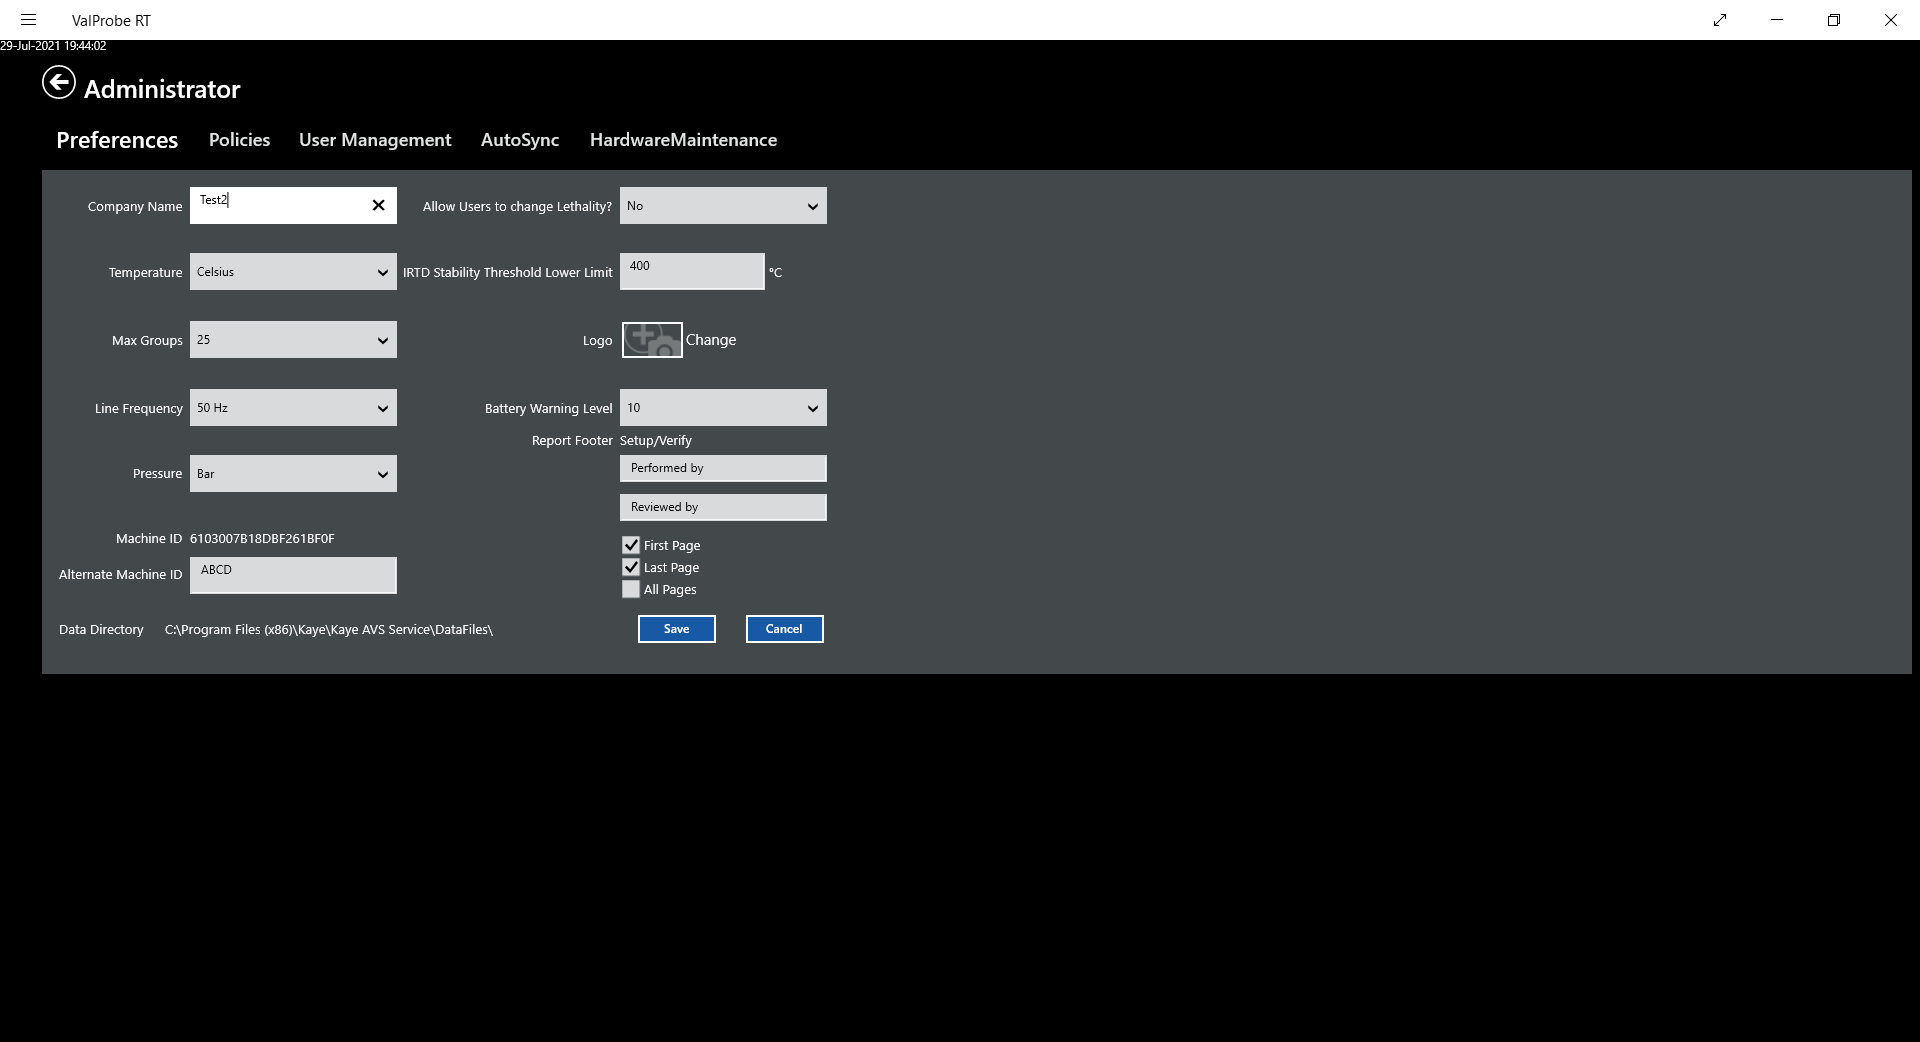 ValProbe RT
29-Jul-2021 19:44:02
Administrator
Preferences Policies User Management AutoSync HardwareMaintenance
Company Name Test2 Allow Users to change Lethality? No
Temperature Celsius IRTD Stability Threshold Lower Limit 400 °C
Max Groups 25 Logo Change
Line Frequency 50 Hz Battery Warning Level 10
Report Footer Setup/Verify
Pressure Bar Performed by
Reviewed by
Machine ID 6103007B18DBF261BF0F First Page
Alternate Machine ID ABCD Last Page
All Pages
Data Directory C:\Program Files (x86)\Kaye\Kaye AVS Service\DataFiles\ Save Cancel